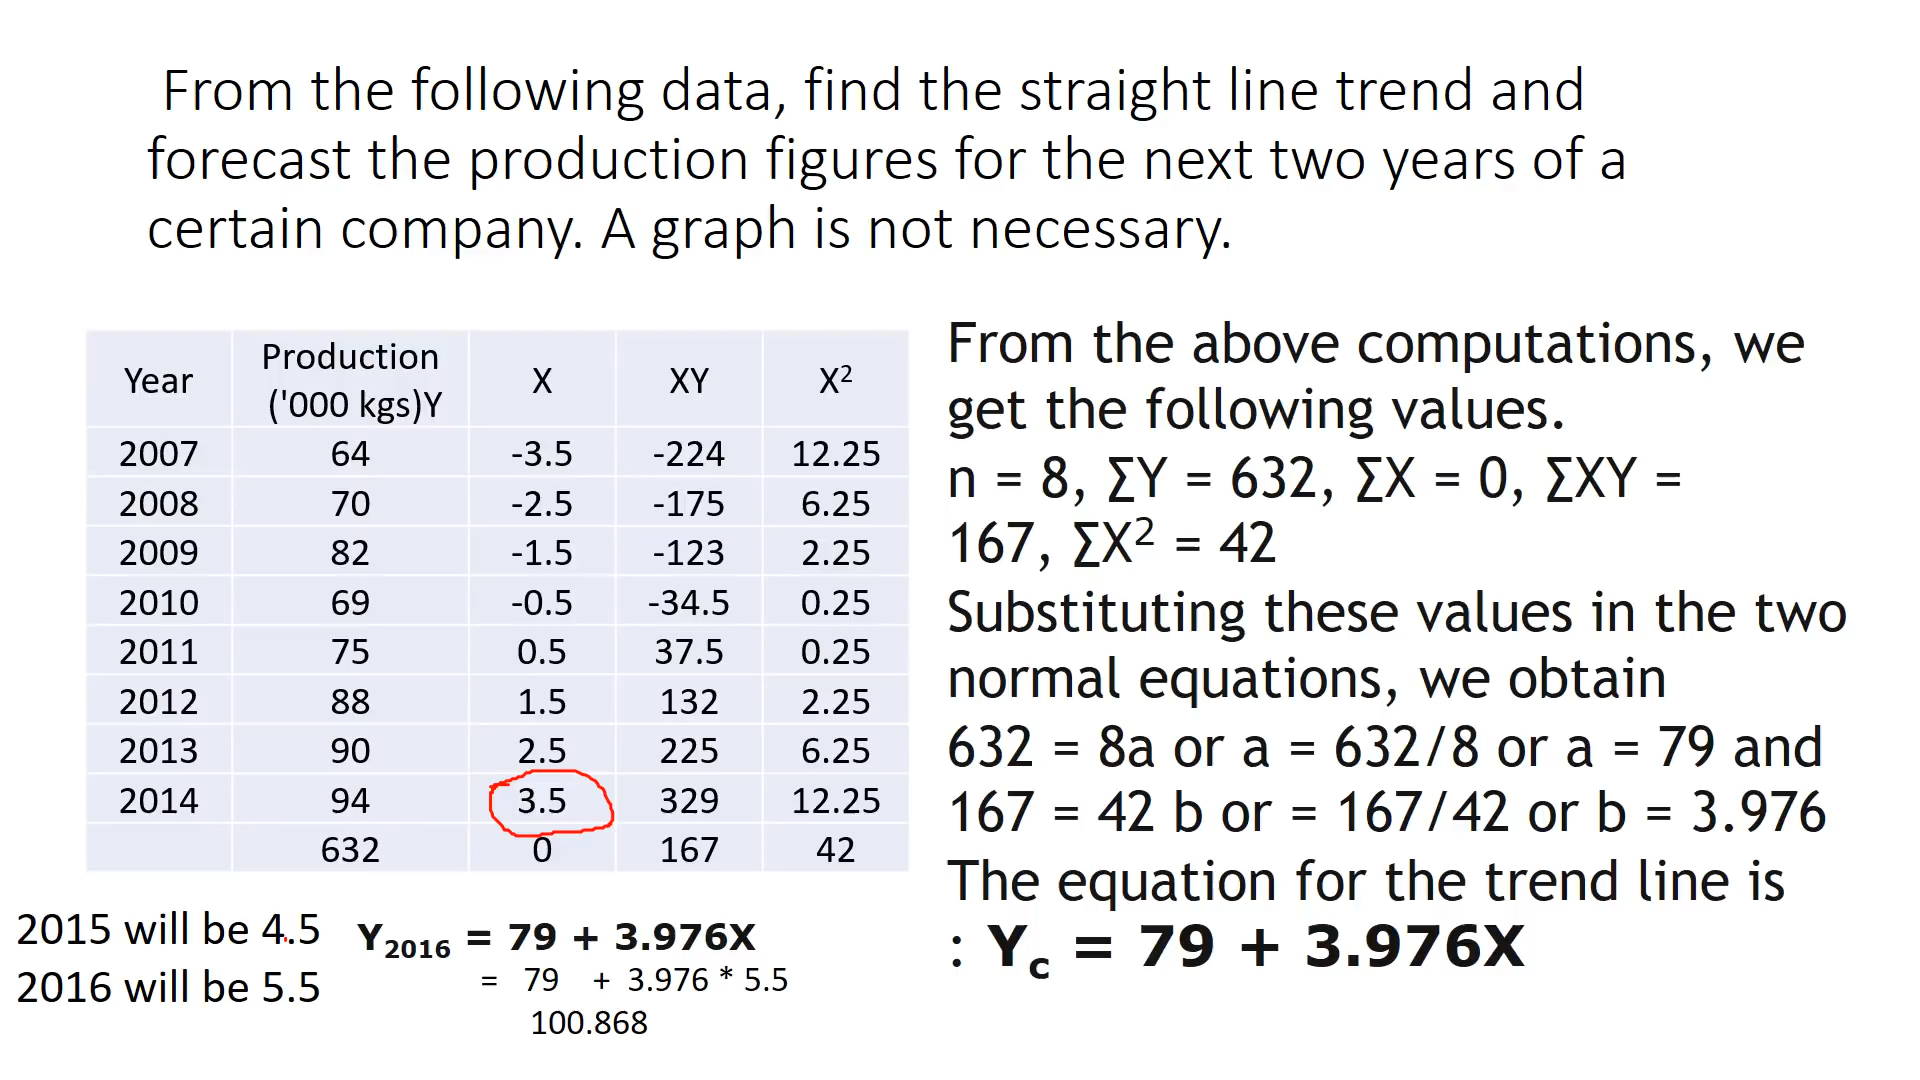 From the following data, find the straight line trend and
forecast the production figures for the next two years of a
certain company. A graph is not necessary.
Year Production ('000 kgs)Y X XY X²
2007 64 -3.5 -224 12.25
2008 70 -2.5 -175 6.25
2009 82 -1.5 -123 2.25
2010 69 -0.5 -34.5 0.25
2011 75 0.5 37.5 0.25
2012 88 1.5 132 2.25
2013 90 2.5 225 6.25
2014 94 3.5 329 12.25
632 0 167 42
From the above computations, we
get the following values.
n = 8, ∑Y = 632, ∑X = 0, ∑XY =
167, ∑X² = 42
Substituting these values in the two
normal equations, we obtain
632 = 8a or a = 632/8 or a = 79 and
167 = 42 b or = 167/42 or b = 3.976
The equation for the trend line is
: Yc = 79 + 3.976X
2015 will be 4.5
2016 will be 5.5
Y2016 = 79 + 3.976X
= 79 + 3.976 * 5.5
100.868